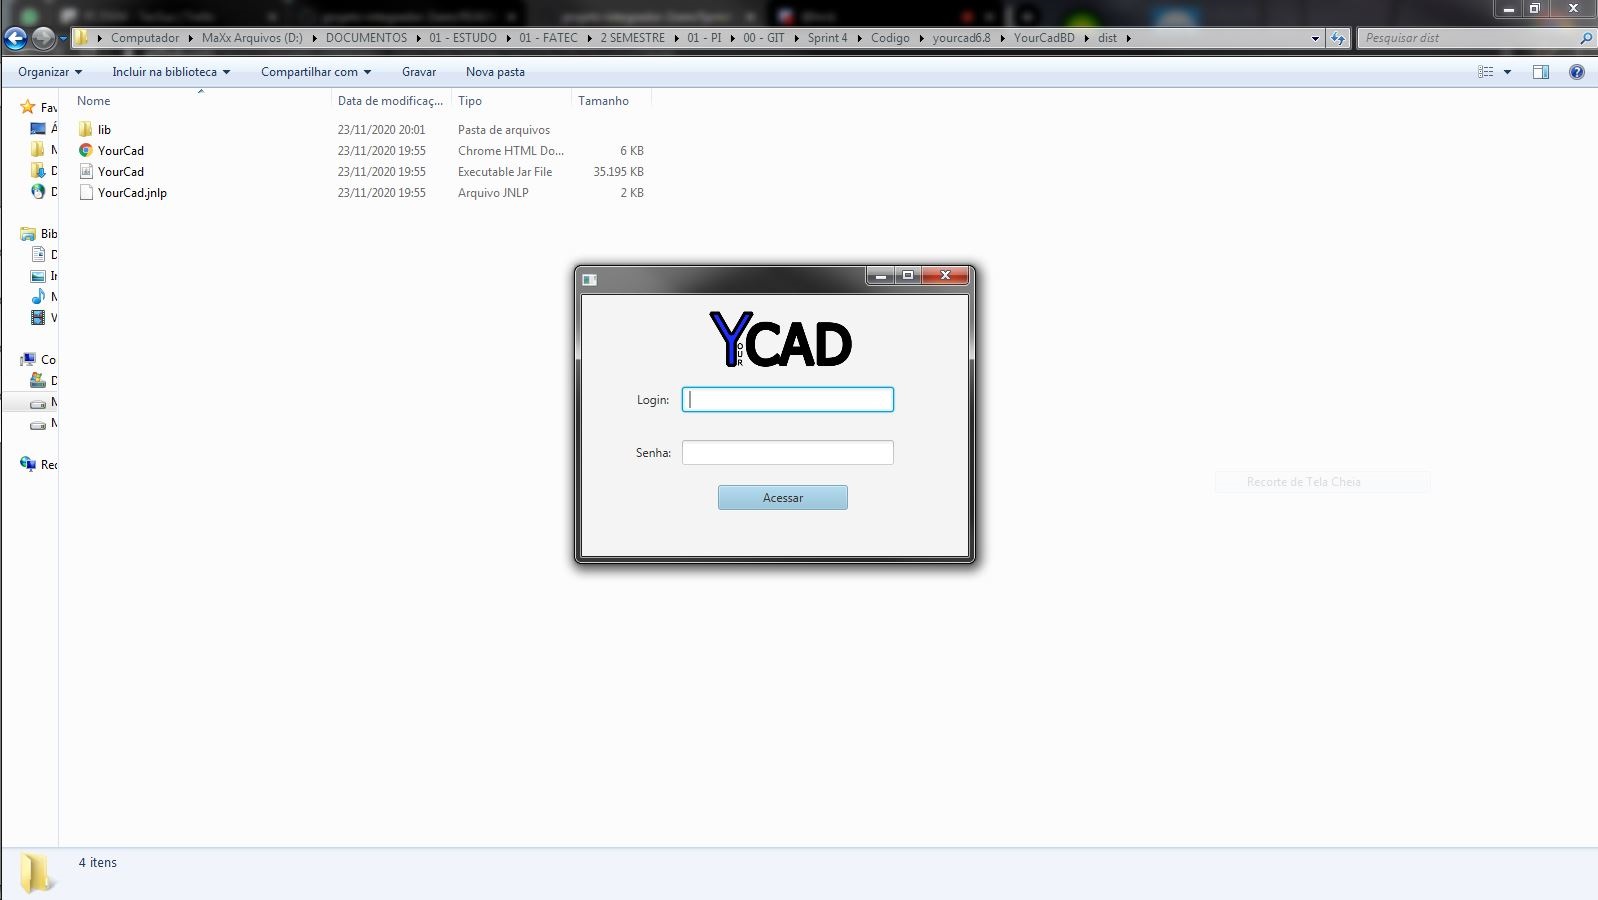 Computador MaXx Arquivos (D:) DOCUMENTOS 01 - ESTUDO 01 - FATEC 2 SEMESTRE 01 - PI 00 - GIT Sprint 4 Codigo yourcad6.8 YourCadBD dist Pesquisar dist
Organizar Incluir na biblioteca Compartilhar com Gravar Nova pasta
Nome Data de modificaç... Tipo Tamanho
lib 23/11/2020 20:01 Pasta de arquivos
YourCad 23/11/2020 19:55 Chrome HTML Do... 6 KB
YourCad 23/11/2020 19:55 Executable Jar File 35.195 KB
YourCad.jnlp 23/11/2020 19:55 Arquivo JNLP 2 KB
Fav
Á
M
D
D
Bib
D
Ir
M
V
Co
D
M
M
Rec
YOUR CAD
Login:
Senha:
Acessar
Recorte de Tela Cheia
4 itens